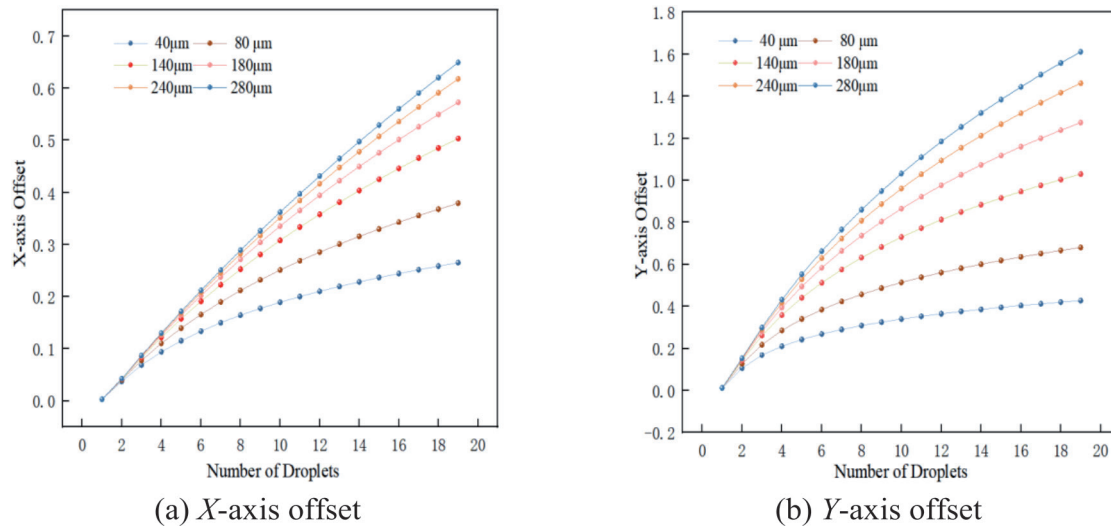 0.7
0.6
0.5
0.4
0.3
0.2
0.1
0.0
X-axis Offset
40μm 80 μm
140μm 180μm
240μm 280μm
0 2 4 6 8 10 12 14 16 18 20
Number of Droplets
(a) X-axis offset
1.8
1.6
1.4
1.2
1.0
0.8
0.6
0.4
0.2
0.0
-0.2
Y-axis Offset
40 μm 80 μm
140μm 180μm
240μm 280μm
0 2 4 6 8 10 12 14 16 18 20
Number of Droplets
(b) Y-axis offset